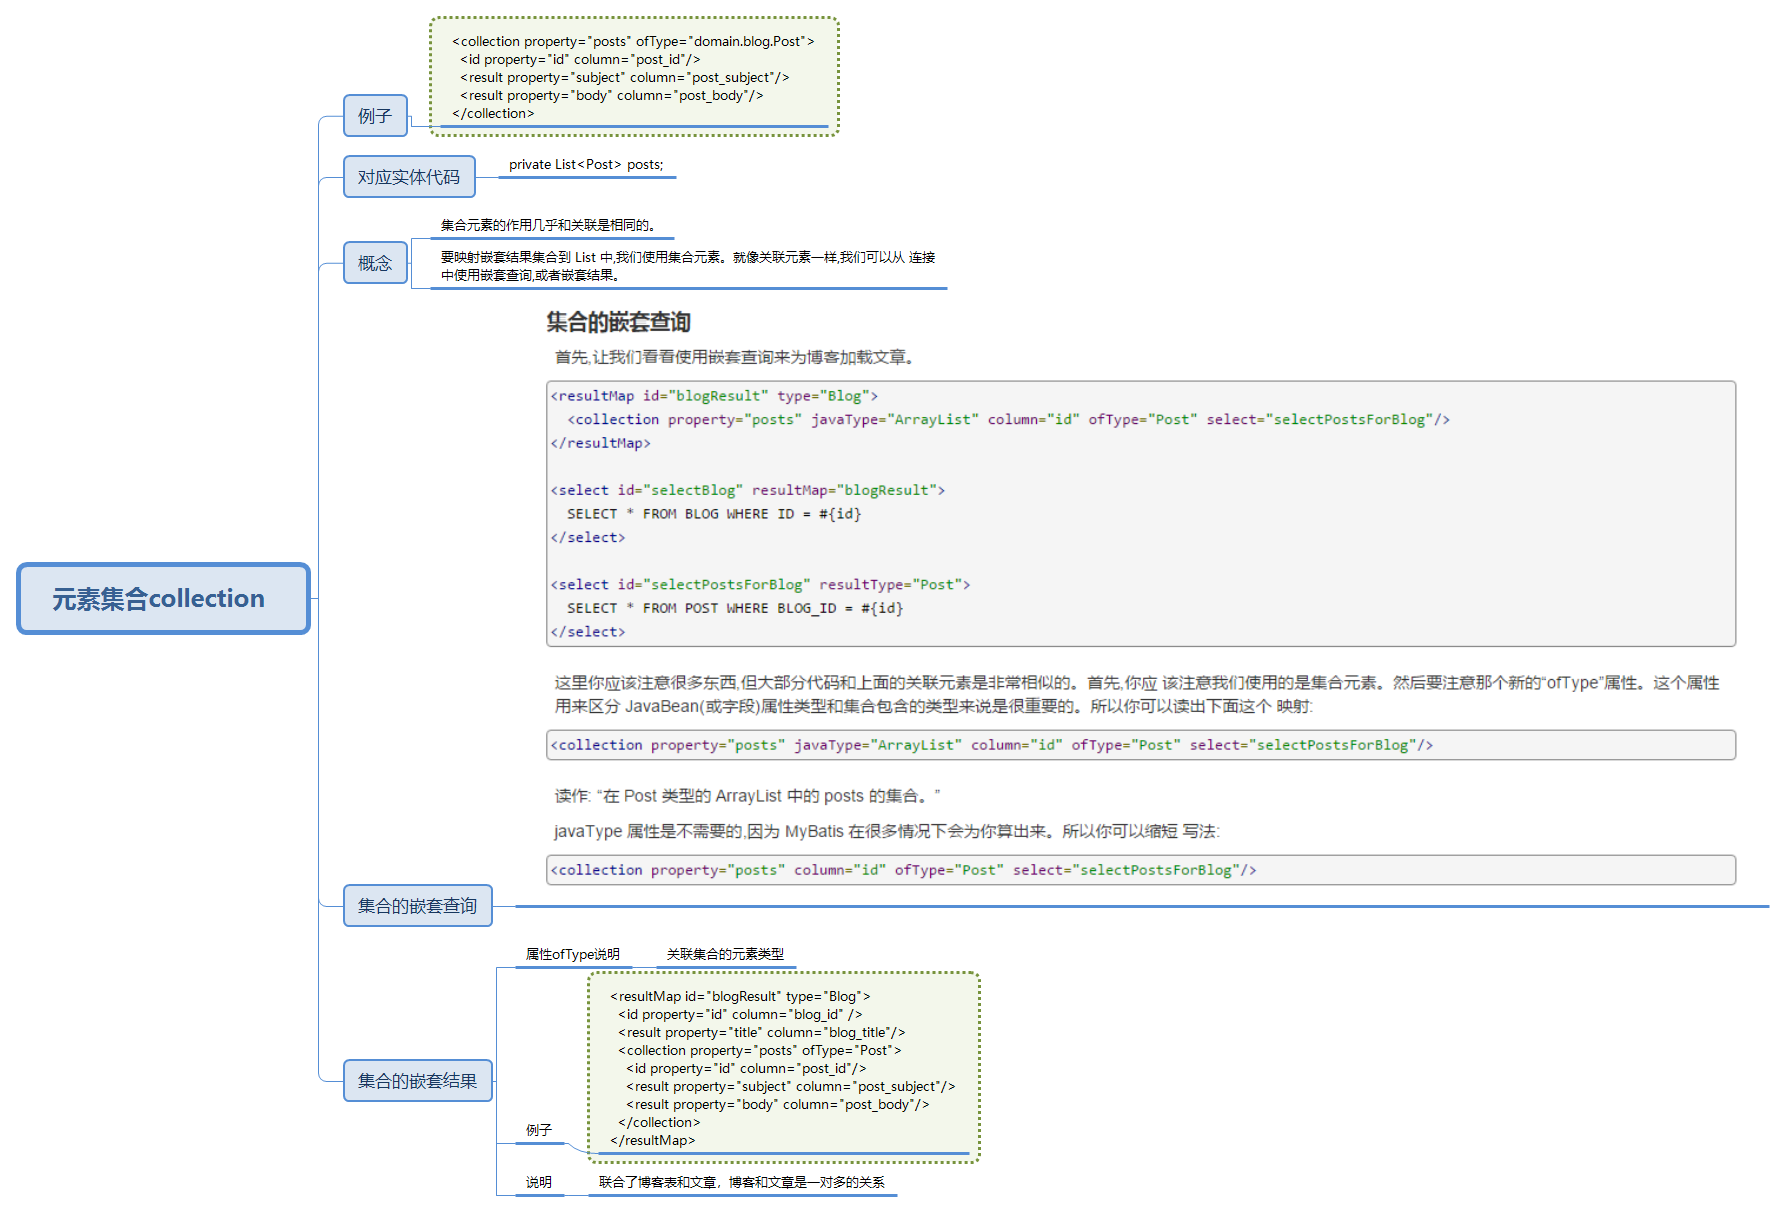 元素集合collection
例子
<collection property="posts" ofType="domain.blog.Post">
<id property="id" column="post_id"/>
<result property="subject" column="post_subject"/>
<result property="body" column="post_body"/>
</collection>
对应实体代码
private List<Post> posts;
概念
集合元素的作用几乎和关联是相同的。
要映射嵌套结果集合到 List 中,我们使用集合元素。就像关联元素一样,我们可以从 连接
中使用嵌套查询,或者嵌套结果。
集合的嵌套查询
集合的嵌套查询
首先,让我们看看使用嵌套查询来为博客加载文章。
<resultMap id="blogResult" type="Blog">
<collection property="posts" javaType="ArrayList" column="id" ofType="Post" select="selectPostsForBlog"/>
</resultMap>
<select id="selectBlog" resultMap="blogResult">
SELECT * FROM BLOG WHERE ID = #{id}
</select>
<select id="selectPostsForBlog" resultType="Post">
SELECT * FROM POST WHERE BLOG_ID = #{id}
</select>
这里你应该注意很多东西,但大部分代码和上面的关联元素是非常相似的。首先,你应 该注意我们使用的是集合元素。然后要注意那个新的“ofType”属性。这个属性
用来区分 JavaBean(或字段)属性类型和集合包含的类型来说是很重要的。所以你可以读出下面这个 映射:
<collection property="posts" javaType="ArrayList" column="id" ofType="Post" select="selectPostsForBlog"/>
读作: “在 Post 类型的 ArrayList 中的 posts 的集合。”
javaType 属性是不需要的,因为 MyBatis 在很多情况下会为你算出来。所以你可以缩短 写法:
<collection property="posts" column="id" ofType="Post" select="selectPostsForBlog"/>
集合的嵌套结果
属性ofType说明
关联集合的元素类型
例子
<resultMap id="blogResult" type="Blog">
<id property="id" column="blog_id" />
<result property="title" column="blog_title"/>
<collection property="posts" ofType="Post">
<id property="id" column="post_id"/>
<result property="subject" column="post_subject"/>
<result property="body" column="post_body"/>
</collection>
</resultMap>
说明
联合了博客表和文章，博客和文章是一对多的关系